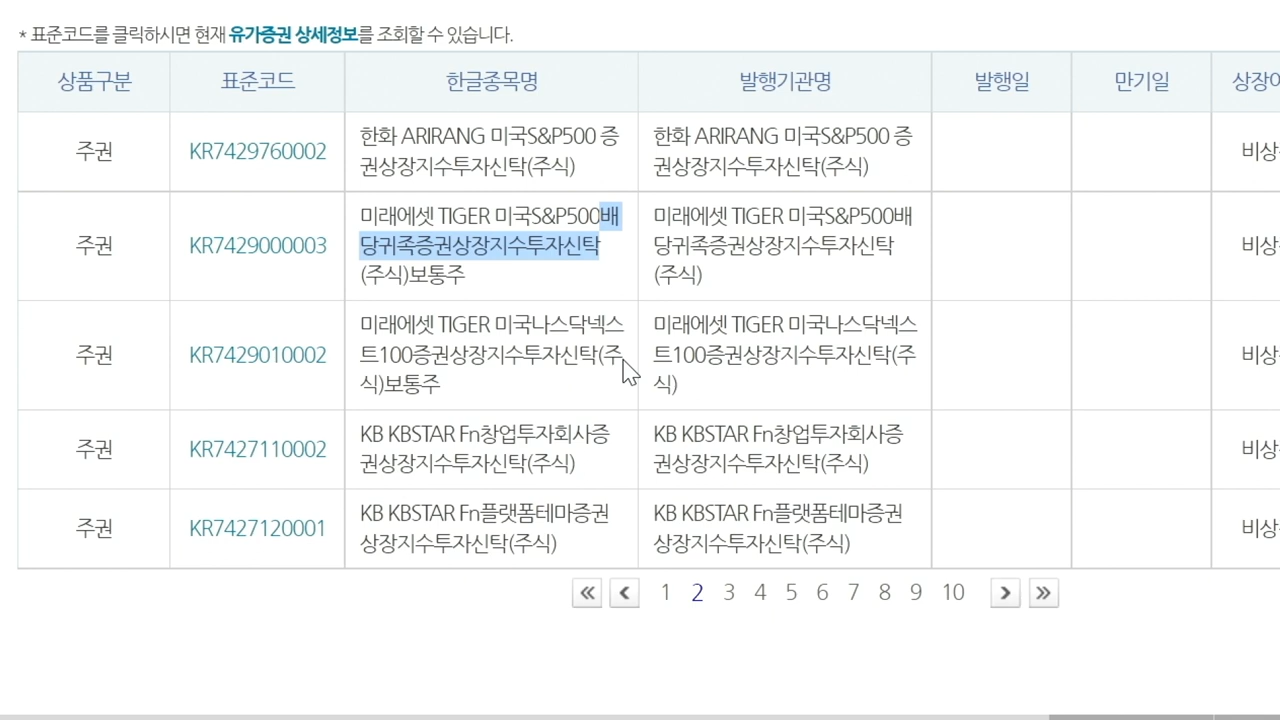 * 표준코드를 클릭하시면 현재 유가증권 상세정보를 조회할 수 있습니다.
상품구분 표준코드 한글종목명 발행기관명 발행일 만기일
주권 KR7429760002 한화 ARIRANG 미국S&P500 증 한화 ARIRANG 미국S&P500 증
권상장지수투자신탁(주식) 권상장지수투자신탁(주식)
주권 KR7429000003 미래에셋 TIGER 미국S&P500배 미래에셋 TIGER 미국S&P500배
당귀족증권상장지수투자신탁 당귀족증권상장지수투자신탁
(주식)보통주 (주식)
주권 KR7429010002 미래에셋 TIGER 미국나스닥넥스 미래에셋 TIGER 미국나스닥넥스
트100증권상장지수투자신탁(주 트100증권상장지수투자신탁(주
식)보통주 식)
주권 KR7427110002 KB KBSTAR Fn창업투자회사증 KB KBSTAR Fn창업투자회사증
권상장지수투자신탁(주식) 권상장지수투자신탁(주식)
주권 KR7427120001 KB KBSTAR Fn플랫폼테마증권 KB KBSTAR Fn플랫폼테마증권
상장지수투자신탁(주식) 상장지수투자신탁(주식)
1 2 3 4 5 6 7 8 9 10